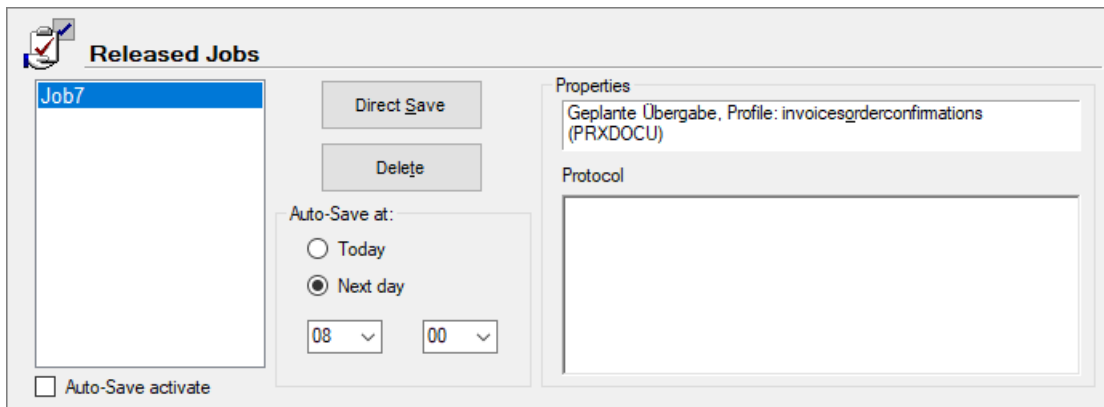 Released Jobs
Job7
Direct Save
Delete
Auto-Save at:
Today
Next day
08 00
Auto-Save activate
Properties
Geplante Übergabe, Profile: invoicesorderconfirmations
(PRXDOCU)
Protocol